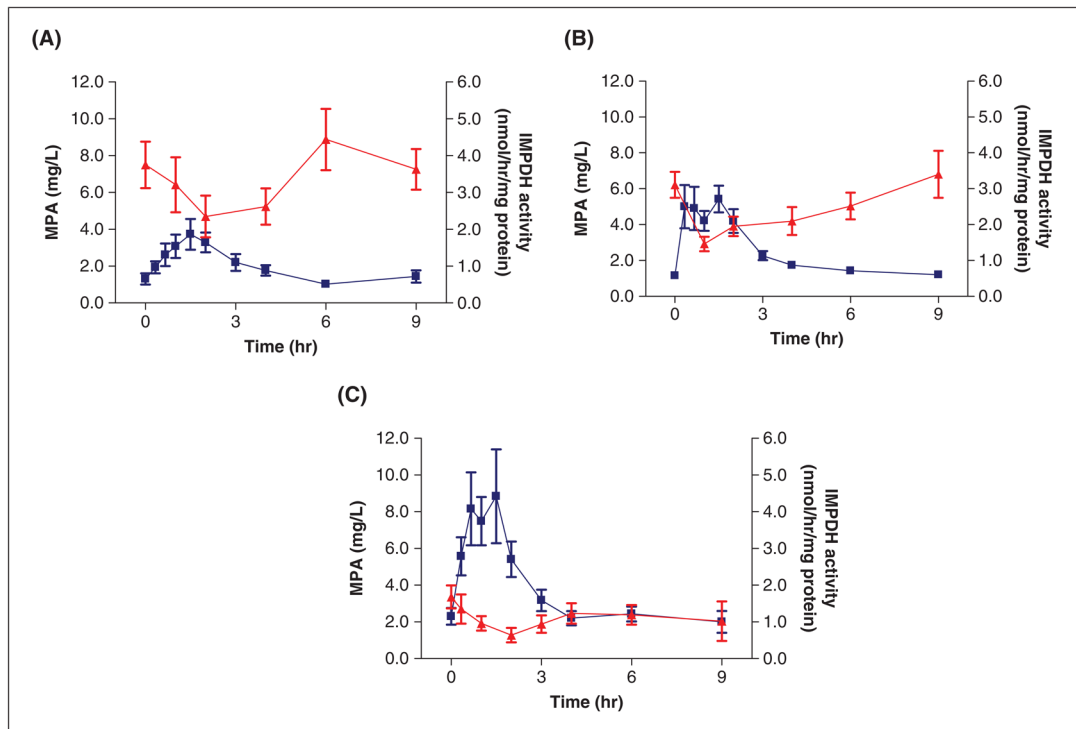 (A)
12.0
10.0
8.0
6.0
4.0
2.0
0.0
MPA (mg/L)
6.0
5.0
4.0
3.0
2.0
1.0
0.0
IMPDH activity
(nmol/hr/mg protein)
0 3 6 9
Time (hr)
(B)
12.0
10.0
8.0
6.0
4.0
2.0
0.0
MPA (mg/L)
6.0
5.0
4.0
3.0
2.0
1.0
0.0
IMPDH activity
(nmol/hr/mg protein)
0 3 6 9
Time (hr)
(C)
12.0
10.0
8.0
6.0
4.0
2.0
0.0
MPA (mg/L)
6.0
5.0
4.0
3.0
2.0
1.0
0.0
IMPDH activity
(nmol/hr/mg protein)
0 3 6 9
Time (hr)